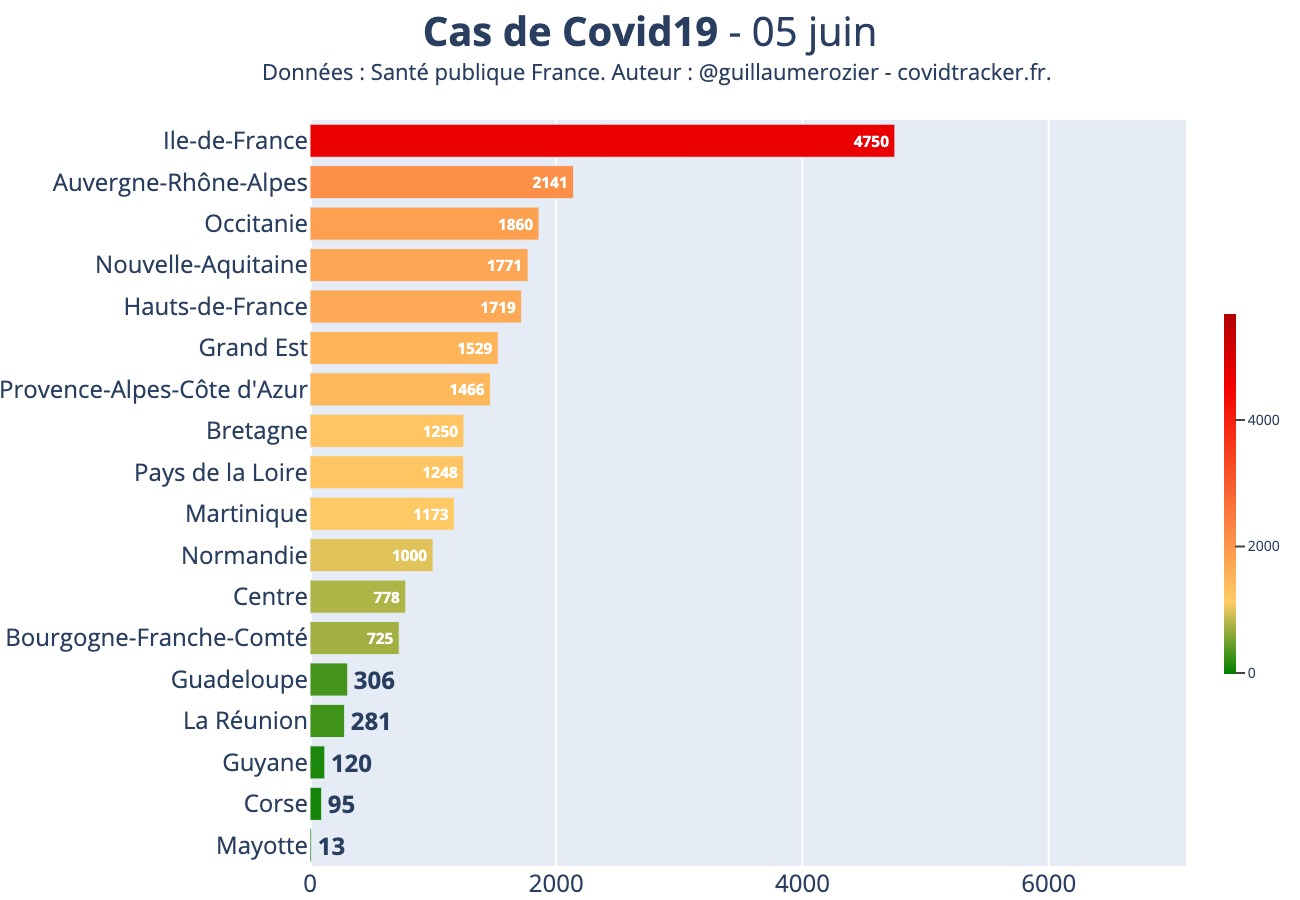 Cas de Covid19 - 05 juin
Données : Santé publique France. Auteur : @guillaumerozier - covidtracker.fr.
Ile-de-France 4750
Auvergne-Rhône-Alpes 2141
Occitanie 1860
Nouvelle-Aquitaine 1771
Hauts-de-France 1719
Grand Est 1529
Provence-Alpes-Côte d'Azur 1466
Bretagne 1250
Pays de la Loire 1248
Martinique 1173
Normandie 1000
Centre 778
Bourgogne-Franche-Comté 725
Guadeloupe 306
La Réunion 281
Guyane 120
Corse 95
Mayotte 13
0 2000 4000 6000
4000
2000
0